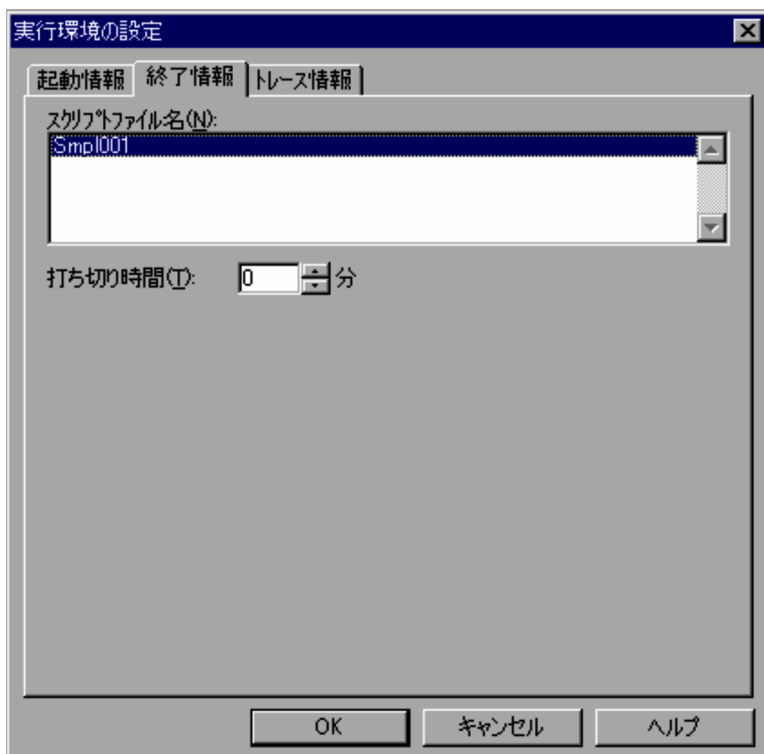 実行環境の設定
起動情報 終了情報 トレース情報
スクリプトファイル名(N):
Smpl001
打ち切り時間(T): 0 分
OK キャンセル ヘルプ